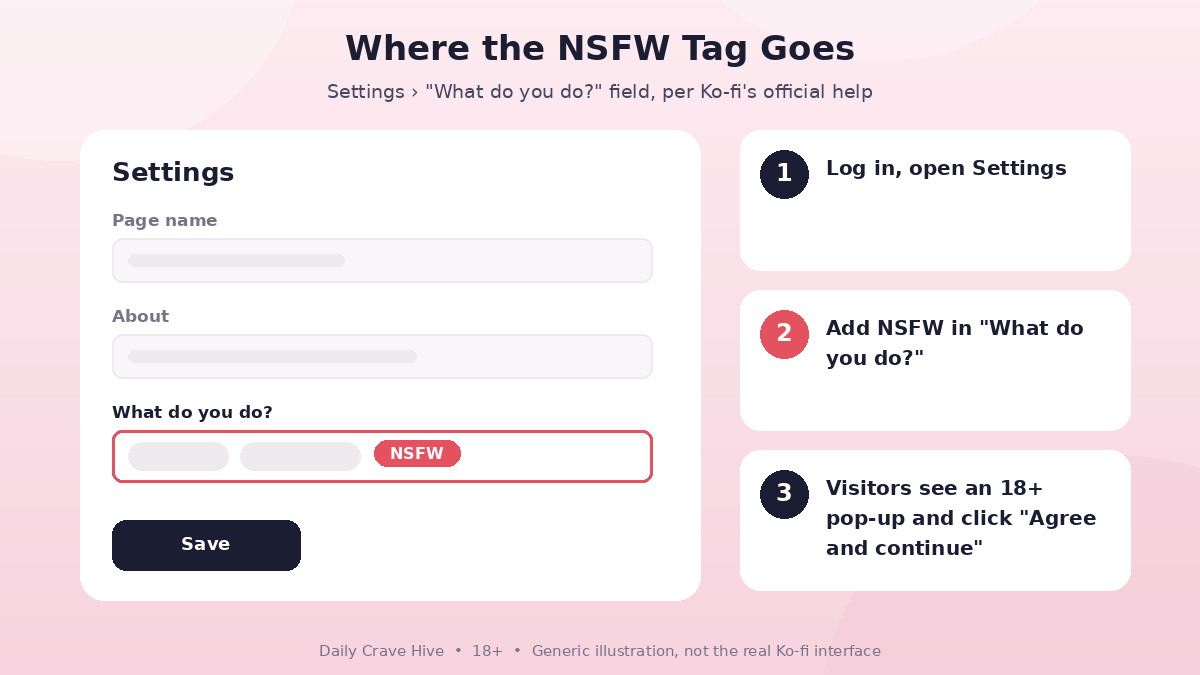 Where the NSFW Tag Goes
Settings › "What do you do?" field, per Ko-fi's official help
Settings
Page name
About
What do you do?
NSFW
Save
1
Log in, open Settings
2
Add NSFW in "What do
you do?"
3
Visitors see an 18+
pop-up and click "Agree
and continue"
Daily Crave Hive • 18+ • Generic illustration, not the real Ko-fi interface